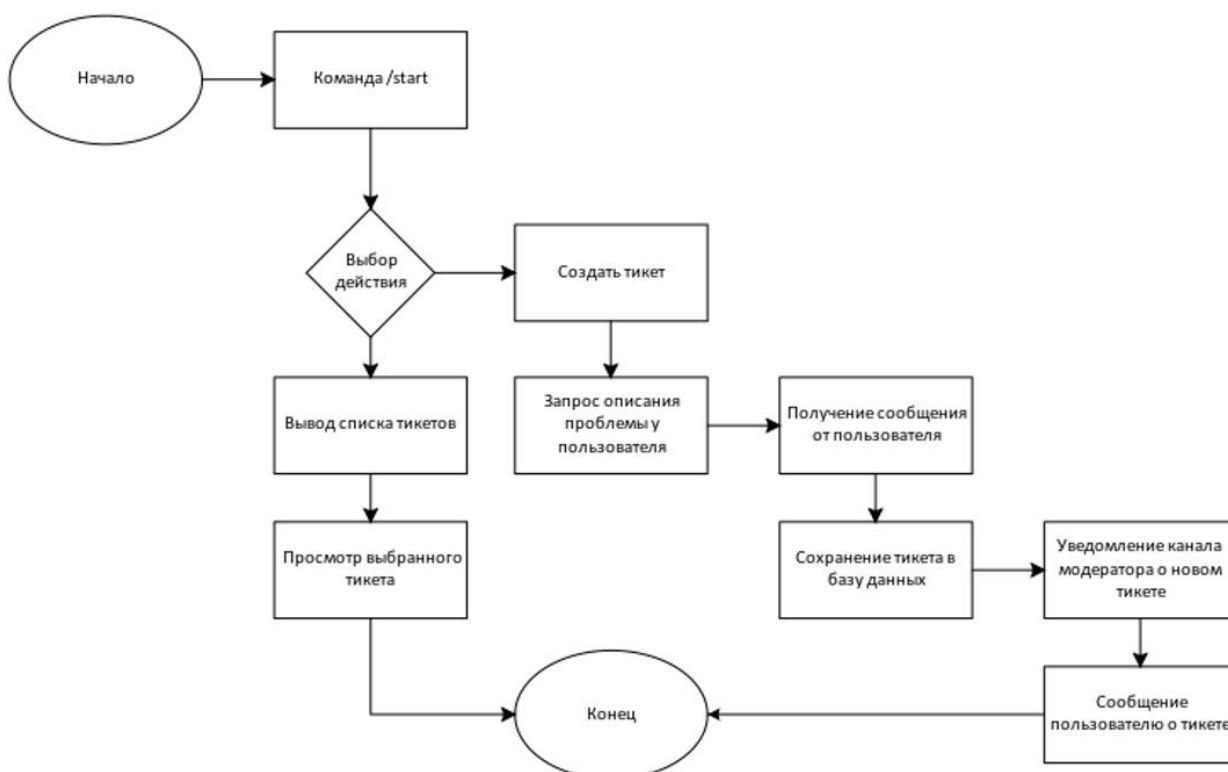 Начало
Команда /start
Выбор
действия
Создать тикет
Вывод списка тикетов
Запрос описания
проблемы у
пользователя
Получение сообщения
от пользователя
Просмотр выбранного
тикета
Сохранение тикета в
базу данных
Уведомление канала
модератора о новом
тикете
Конец
Сообщение
пользователю о тикете